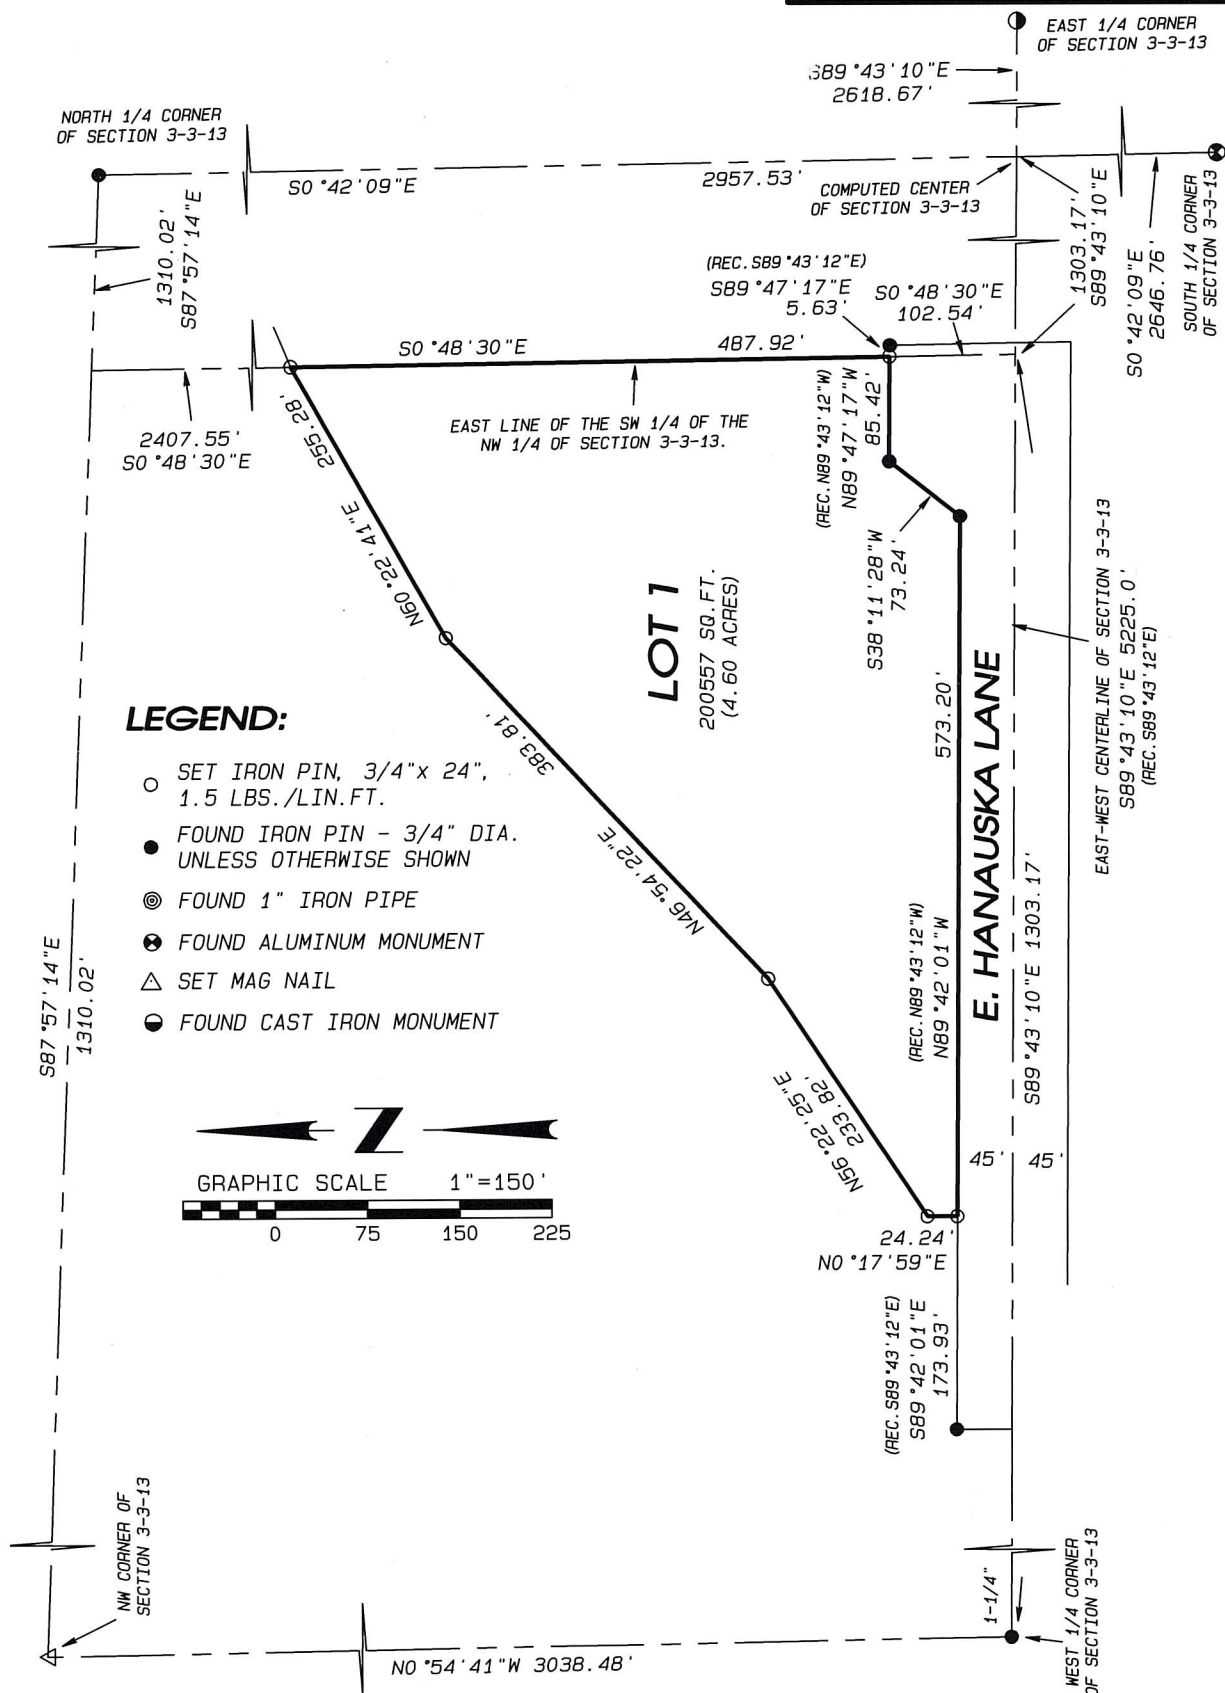 EAST 1/4 CORNER
OF SECTION 3-3-13
S89°43'10"E
2618.67'
NORTH 1/4 CORNER
OF SECTION 3-3-13
S0°42'09"E
2957.53'
COMPUTED CENTER
OF SECTION 3-3-13
1310.02'
S87°57'14"E
1303.17'
S89°43'10"E
S0°42'09"E
2646.76'
SOUTH 1/4 CORNER
OF SECTION 3-3-13
(REC.S89°43'12"E)
S89°47'17"E
5.63'
S0°48'30"E
102.54'
S0°48'30"E
487.92'
EAST LINE OF THE SW 1/4 OF THE
NW 1/4 OF SECTION 3-3-13.
2407.55'
S0°48'30"E
255.28'
N60°22'41"E
(REC.N89°43'12"W)
N89°47'17"W
85.42'
S38°11'28"W
73.24'
LOT 1
200557 SQ.FT.
(4.60 ACRES)
EAST-WEST CENTERLINE OF SECTION 3-3-13
S89°43'10"E 5225.0'
(REC.S89°43'12"E)
573.20'
E. HANAUSKA LANE
383.81'
N46°54'22"E
LEGEND:
SET IRON PIN, 3/4"x 24",
1.5 LBS./LIN.FT.
FOUND IRON PIN - 3/4" DIA.
UNLESS OTHERWISE SHOWN
FOUND 1" IRON PIPE
FOUND ALUMINUM MONUMENT
SET MAG NAIL
FOUND CAST IRON MONUMENT
S87°57'14"E
1310.02'
(REC.N89°43'12"W)
N89°42'01"W
S89°43'10"E 1303.17'
N56°22'25"E
233.82'
Z
GRAPHIC SCALE 1"=150'
0 75 150 225
45' 45'
24.24'
N0°17'59"E
(REC.S89°43'12"E)
S89°42'01"E
173.93'
NW CORNER OF
SECTION 3-3-13
N0°54'41"W 3038.48'
1-1/4"
WEST 1/4 CORNER
OF SECTION 3-3-13